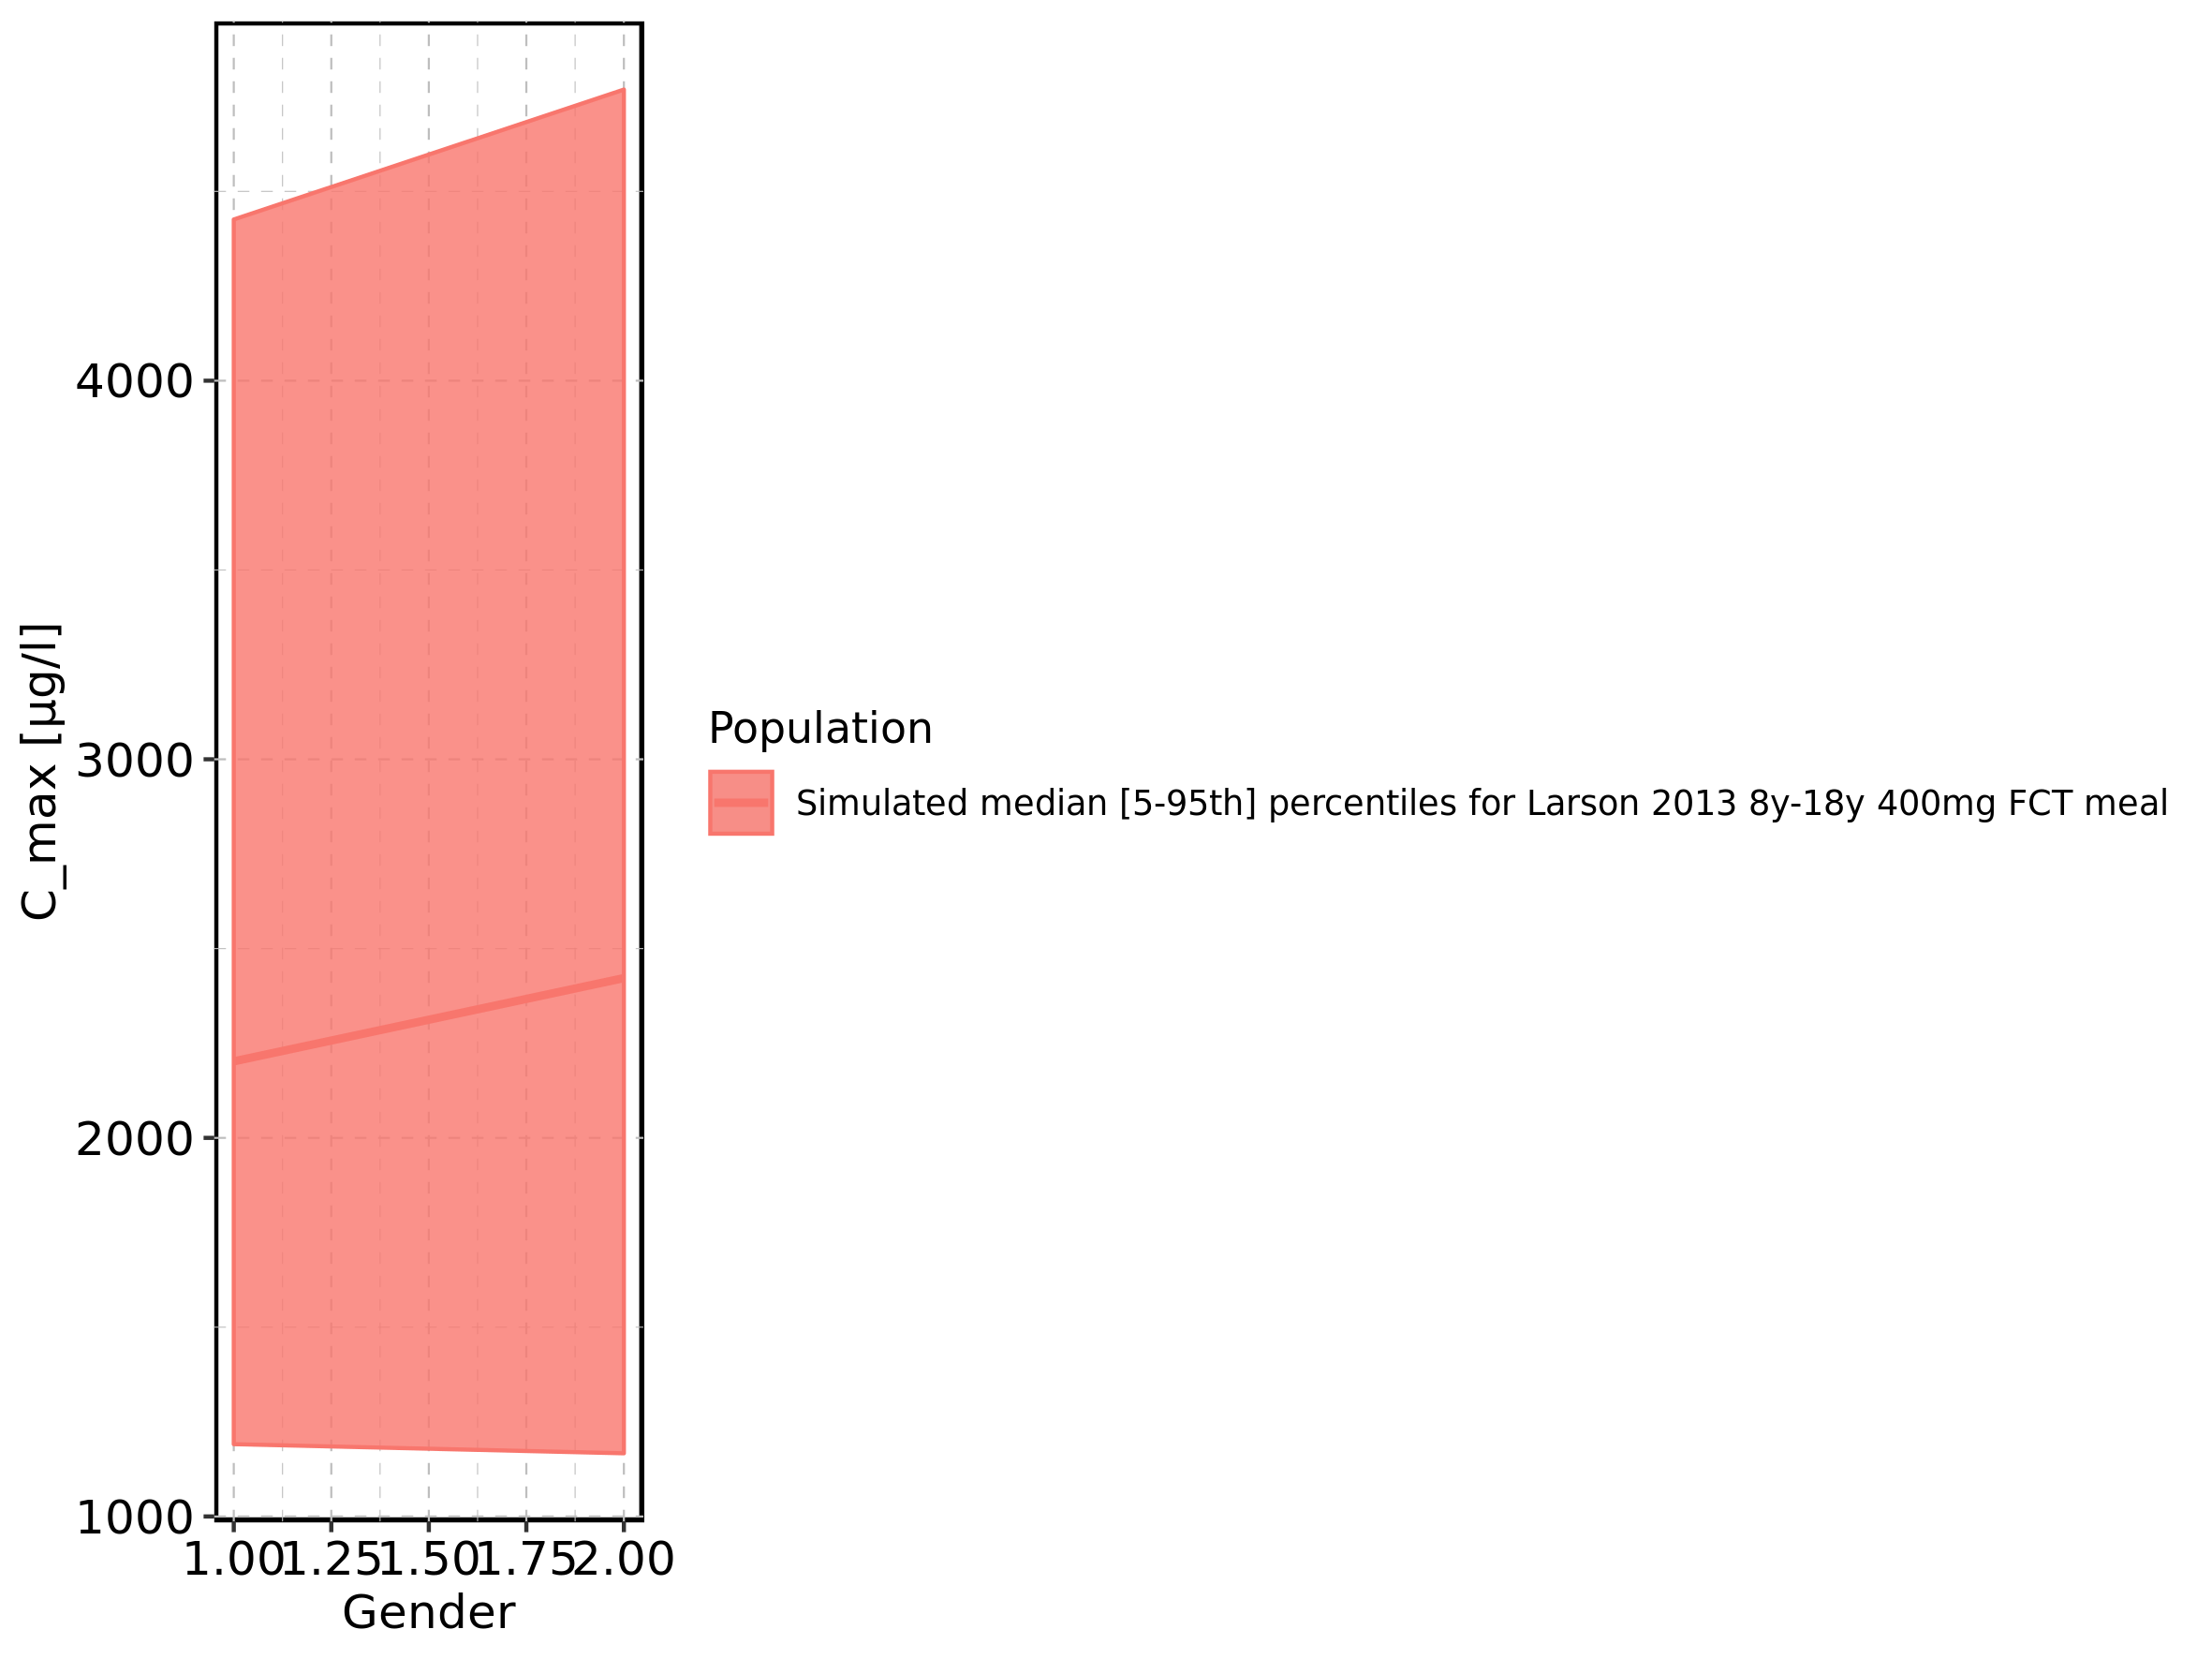 C_max [µg/l]
4000
3000
2000
1000
1.00 1.25 1.50 1.75 2.00
Gender
Population
Simulated median [5-95th] percentiles for Larson 2013 8y-18y 400mg FCT meal